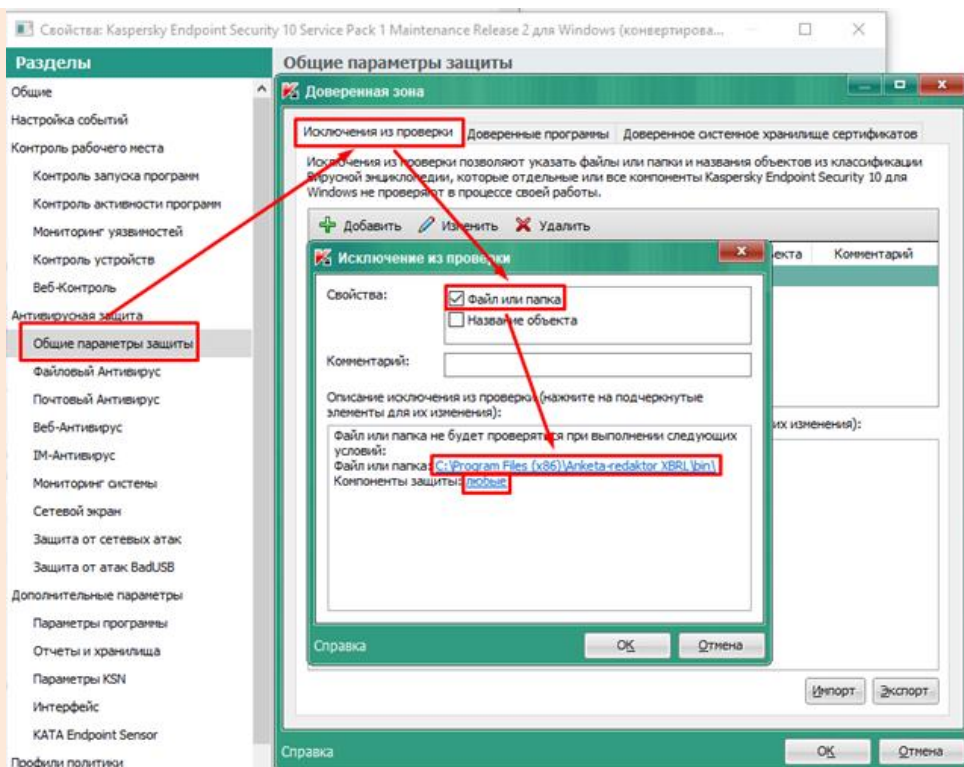 Свойства: Kaspersky Endpoint Security 10 Service Pack 1 Maintenance Release 2 для Windows (конвертирова...
Разделы
Общие
Настройка событий
Контроль рабочего места
Контроль запуска программ
Контроль активности программ
Мониторинг уязвимостей
Контроль устройств
Веб-Контроль
Антивирусная защита
Общие параметры защиты
Файловый Антивирус
Почтовый Антивирус
Веб-Антивирус
IM-Антивирус
Мониторинг системы
Сетевой экран
Защита от сетевых атак
Защита от атак BadUSB
Дополнительные параметры
Параметры программы
Отчеты и хранилища
Параметры KSN
Интерфейс
KATA Endpoint Sensor
Профили политики
Общие параметры защиты
Доверенная зона
Исключения из проверки Доверенные программы Доверенное системное хранилище сертификатов
Исключения из проверки позволяют указать файлы или папки и названия объектов из классификации
Вирусной энциклопедии, которые отдельные или все компоненты Kaspersky Endpoint Security 10 для
Windows не проверяют в процессе своей работы.
Добавить Изменить Удалить
ъекта Комментарий
их изменения):
Исключение из проверки
Свойства:
Файл или папка
Название объекта
Комментарий:
Описание исключения из проверки (нажмите на подчеркнутые
элементы для их изменения):
Файл или папка не будет проверяться при выполнении следующих
условий:
Файл или папка: C:\Program Files (x86)\Anketa-redaktor XBRL\bin\
Компоненты защиты: любые
Справка OK Отмена
Импорт Экспорт
Справка OK Отмена